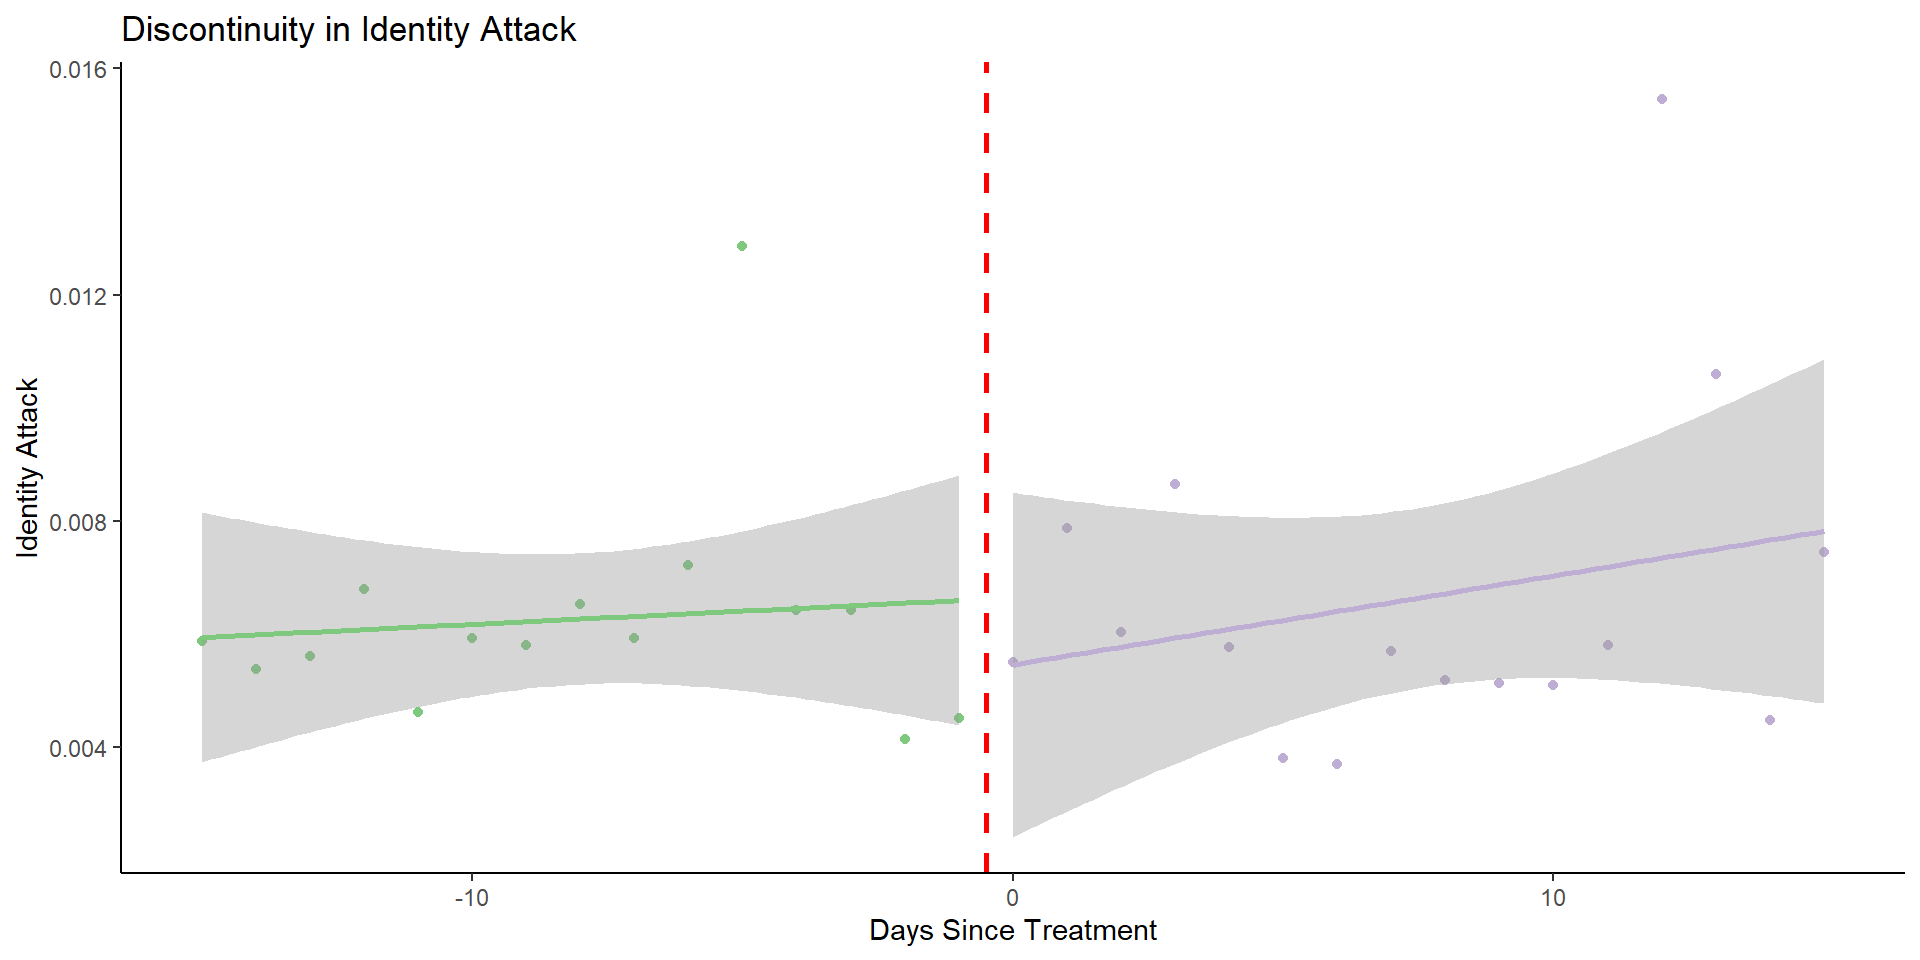 Discontinuity in Identity Attack
0.016
0.012
0.008
0.004
Identity Attack
-10
0
10
Days Since Treatment